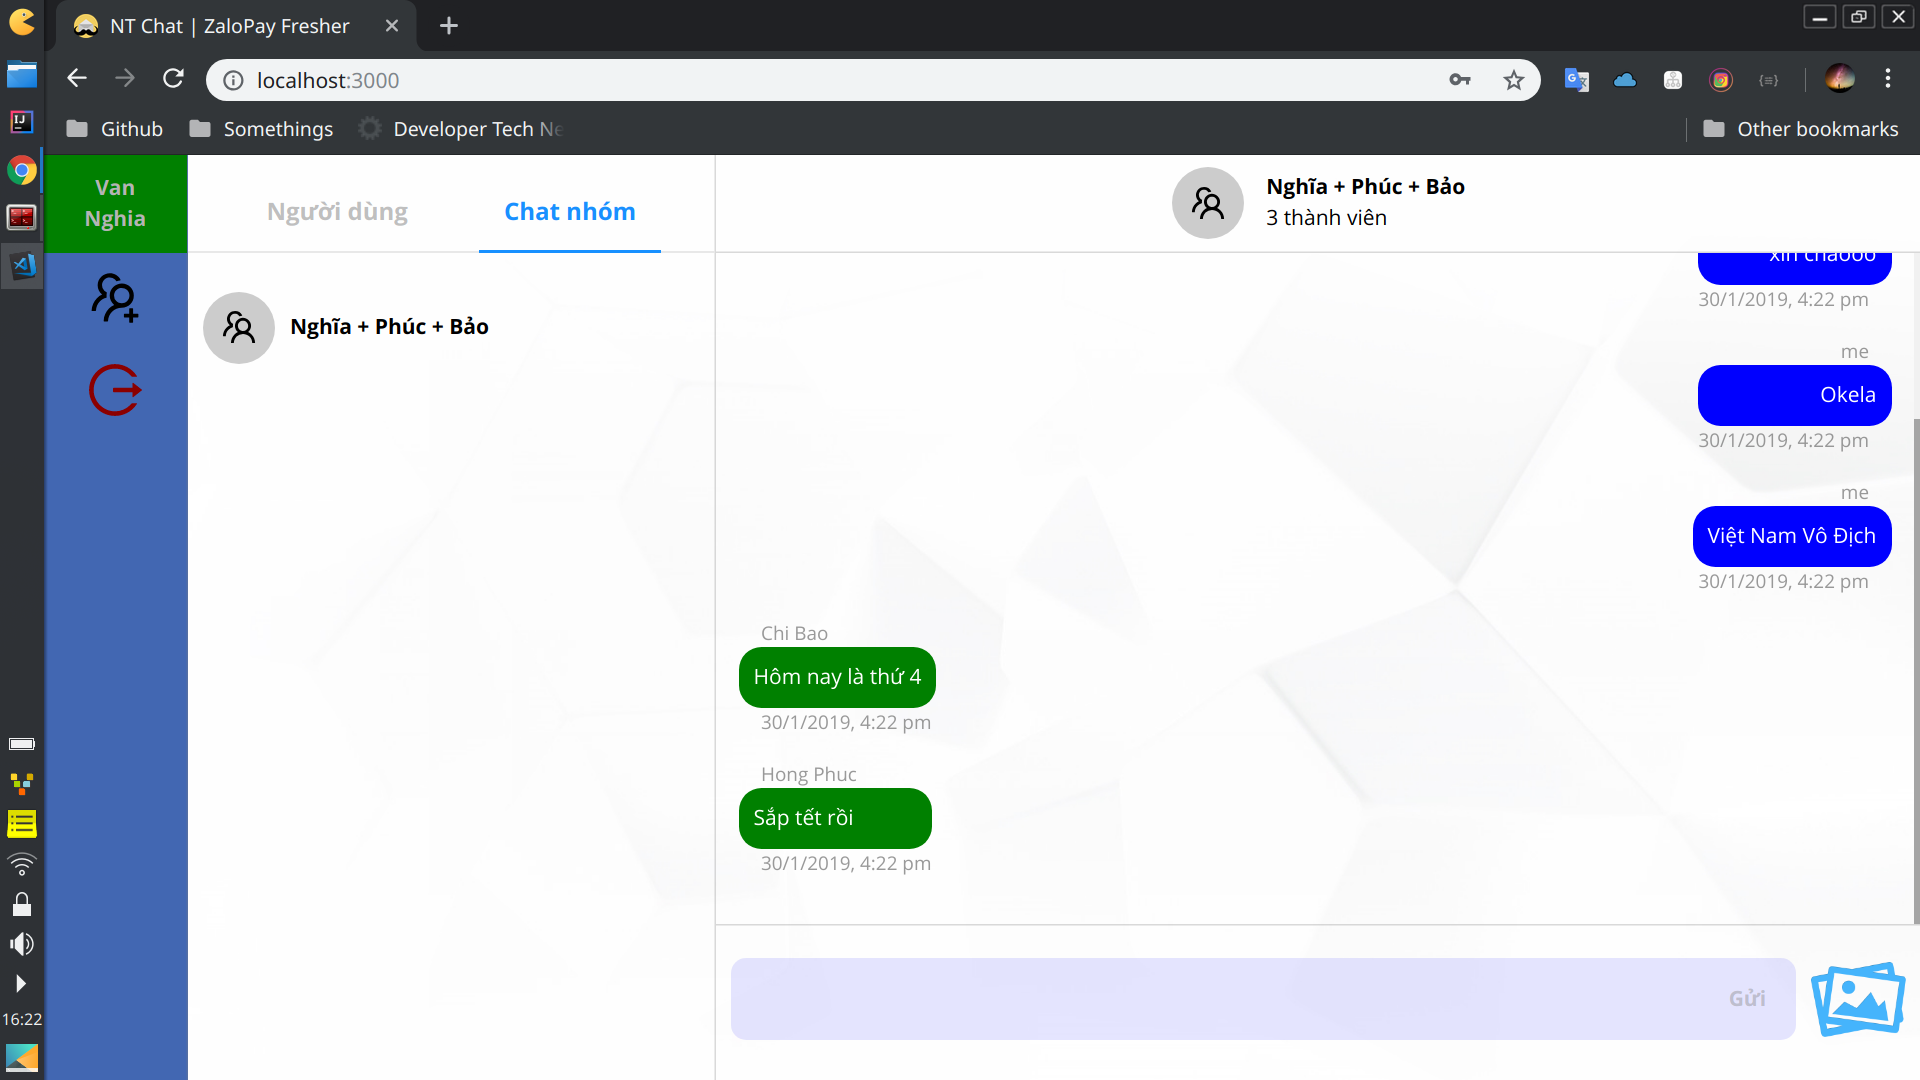 NT Chat | ZaloPay Fresher
localhost:3000
Github
Somethings
Developer Tech Ne
Other bookmarks
Van
Nghia
Người dùng
Chat nhóm
Nghĩa + Phúc + Bảo
3 thành viên
Nghĩa + Phúc + Bảo
xin chàooo
30/1/2019, 4:22 pm
me
Okela
30/1/2019, 4:22 pm
me
Việt Nam Vô Địch
30/1/2019, 4:22 pm
Chi Bao
Hôm nay là thứ 4
30/1/2019, 4:22 pm
Hong Phuc
Sắp tết rồi
30/1/2019, 4:22 pm
Gửi
16:22